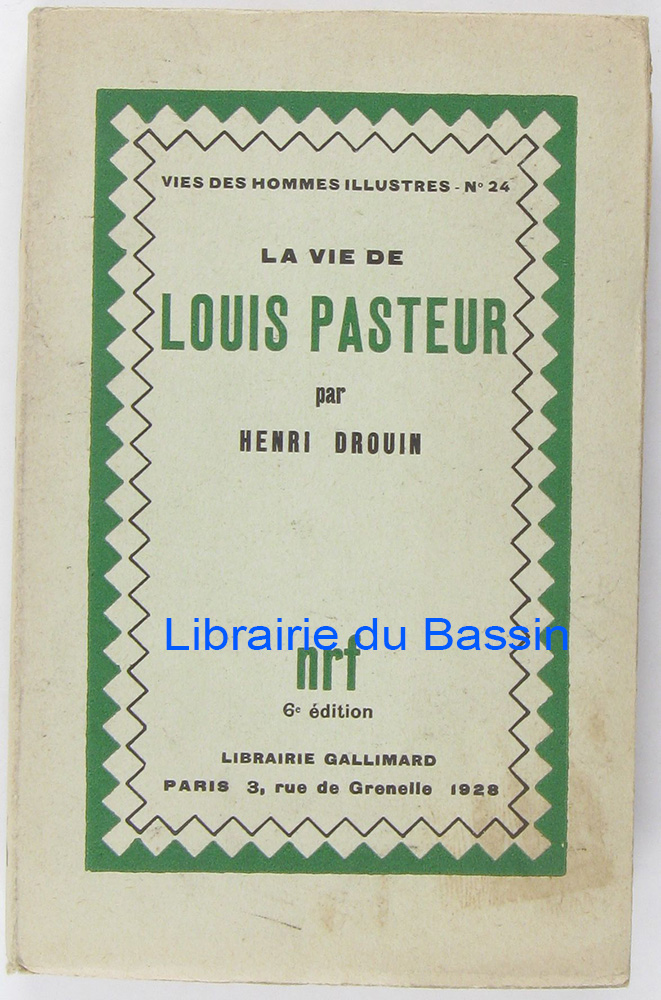 VIES DES HOMMES ILLUSTRES - N° 24
LA VIE DE
LOUIS PASTEUR
par
HENRI DROUIN
Librairie du Bassin
nrf
6e édition
LIBRAIRIE GALLIMARD
PARIS 3, rue de Grenelle 1928